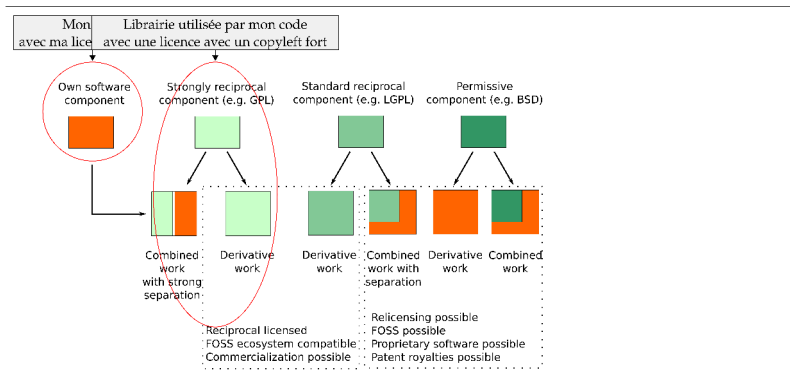 Mon
avec ma lice
Librairie utilisée par mon code
avec une licence avec un copyleft fort
Own software
component
Strongly reciprocal
component (e.g. GPL)
Standard reciprocal
component (e.g. LGPL)
Permissive
component (e.g. BSD)
Combined
work
with strong
separation
Derivative
work
Derivative
work
Combined
work with
separation
Derivative
work
Combined
work
Reciprocal licensed
FOSS ecosystem compatible
Commercialization possible
Relicensing possible
FOSS possible
Proprietary software possible
Patent royalties possible